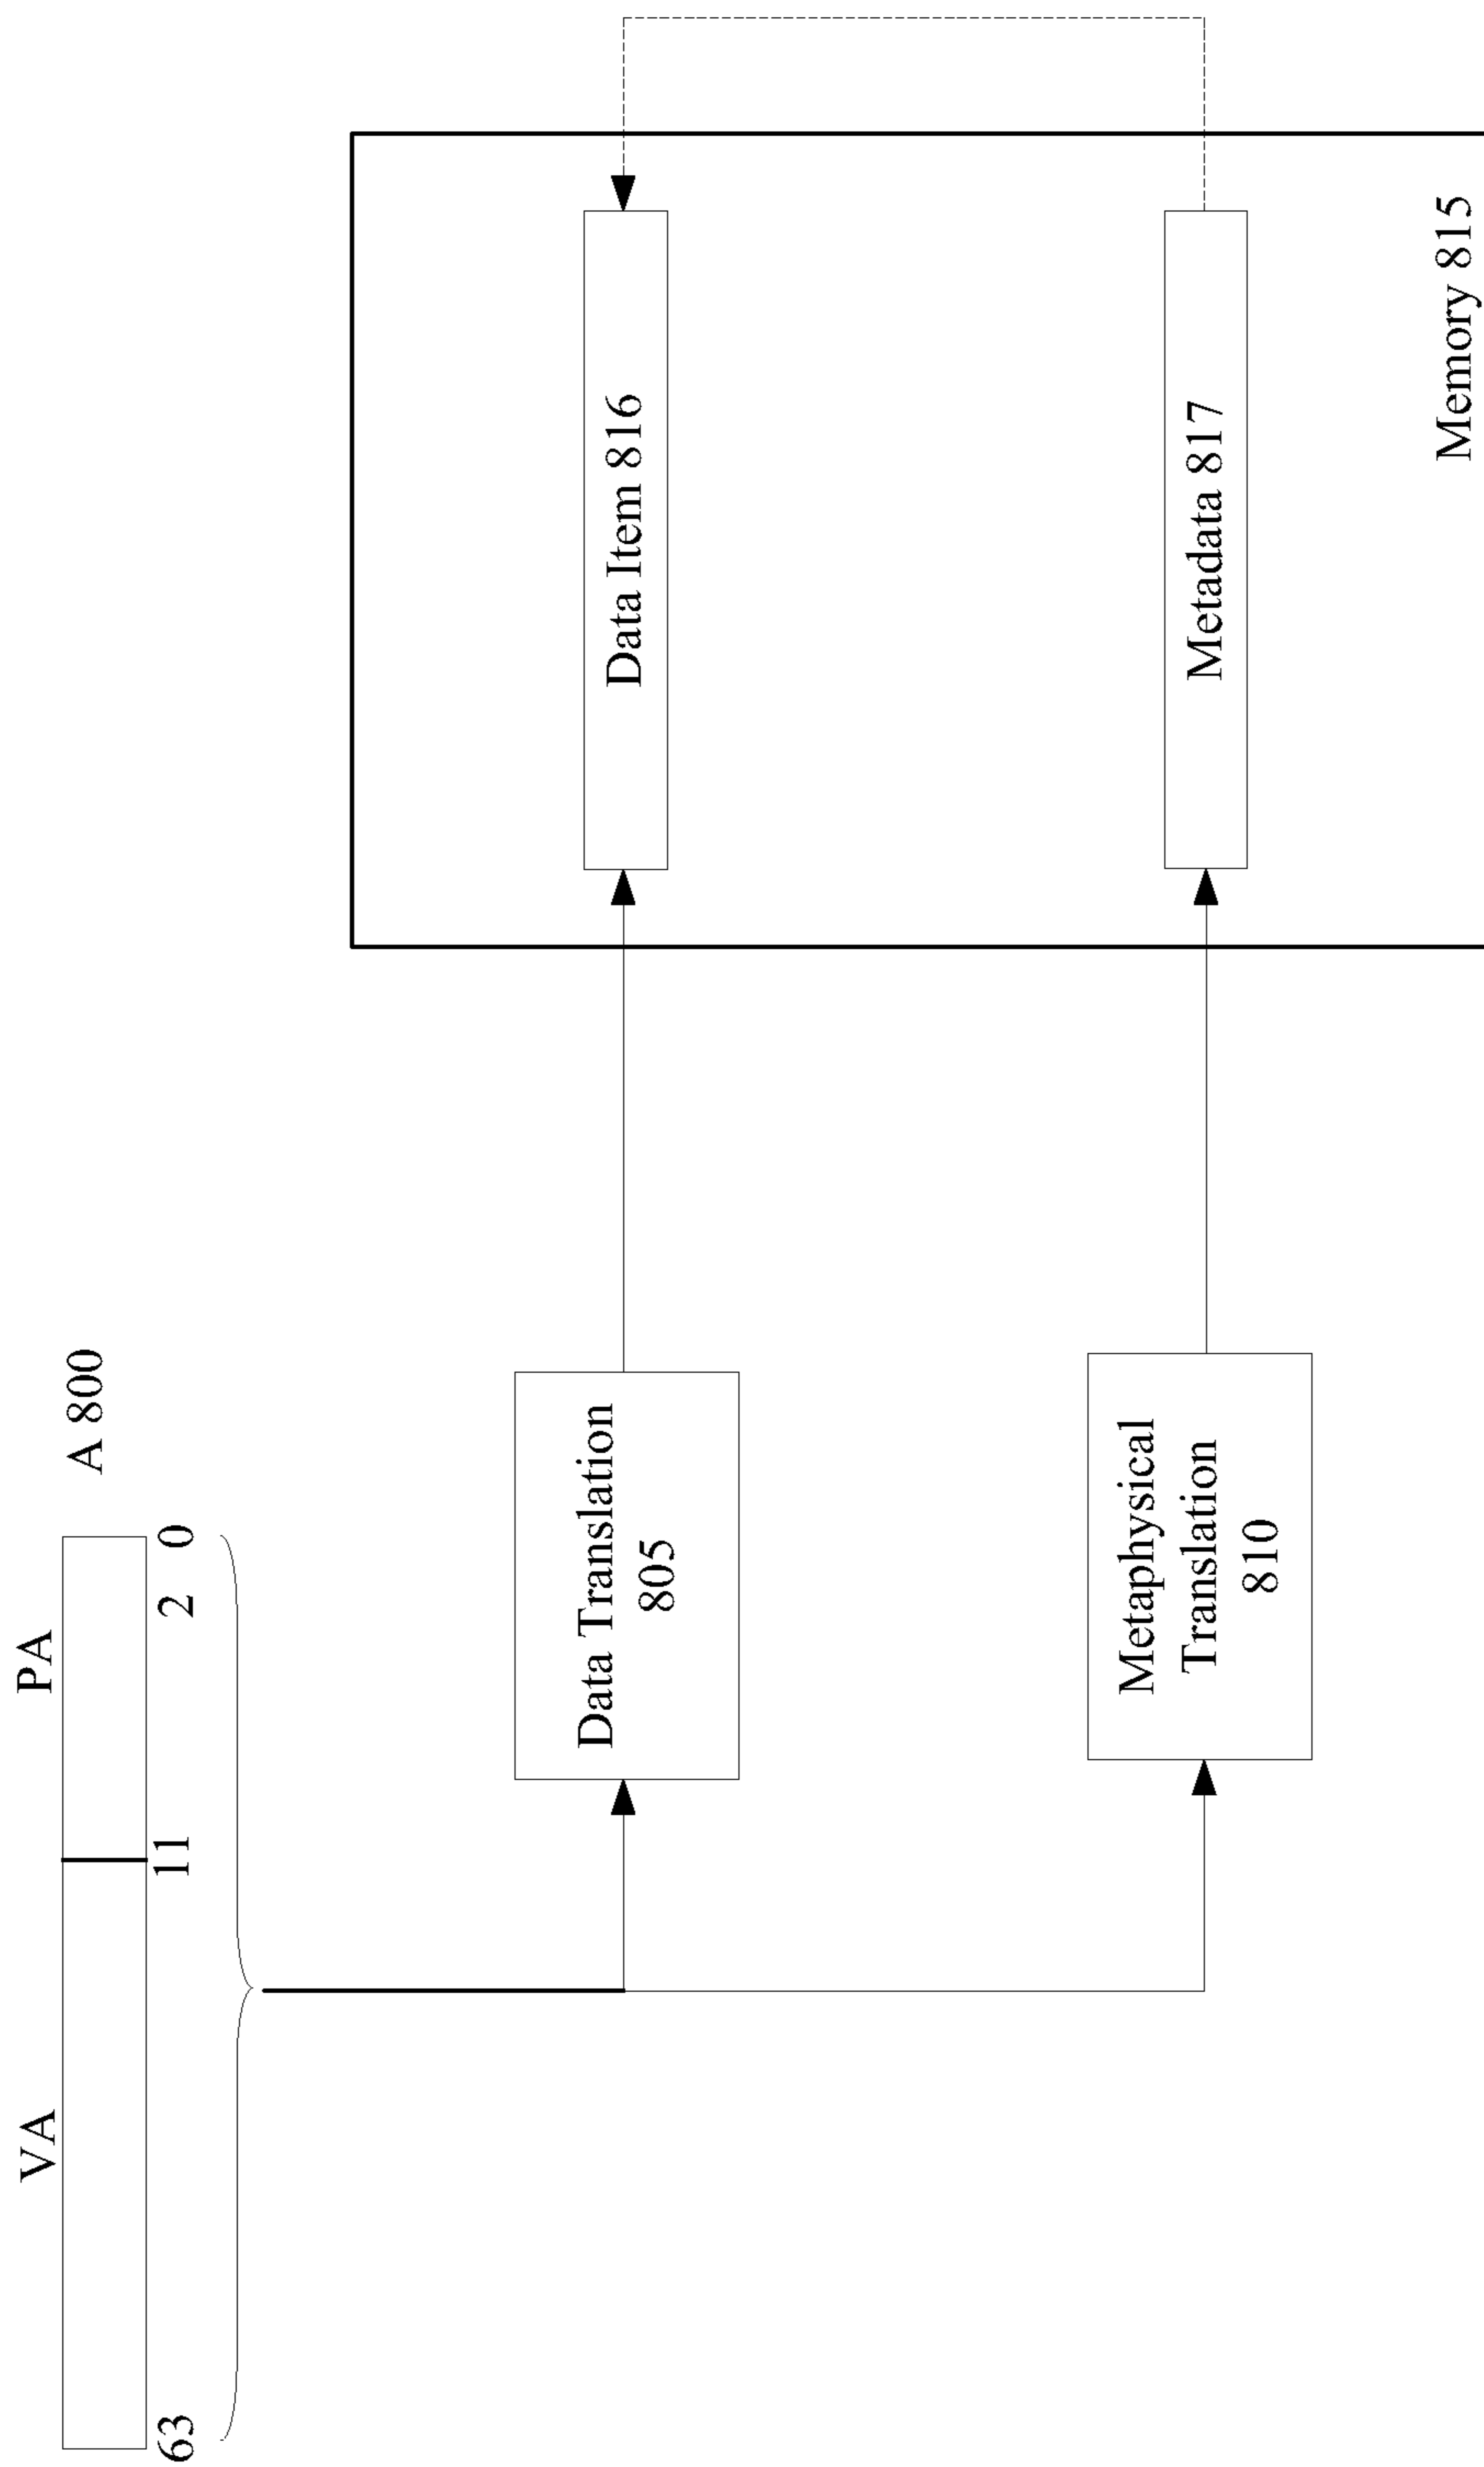 VA PA
A 800
63 11 2 0
Data Translation
805
Data Item 816
Metaphysical
Translation
810
Metadata 817
Memory 815